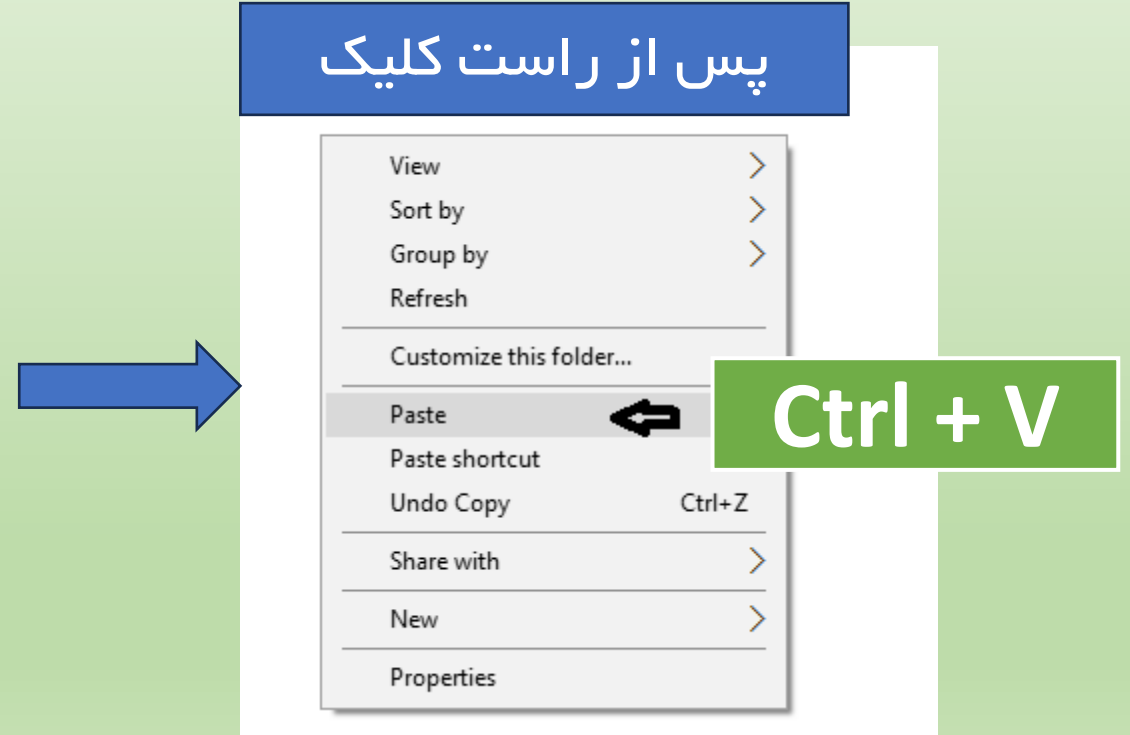 پس از راست کلیک
View
Sort by
Group by
Refresh
Customize this folder...
Paste
Ctrl + V
Paste shortcut
Undo Copy Ctrl+Z
Share with
New
Properties